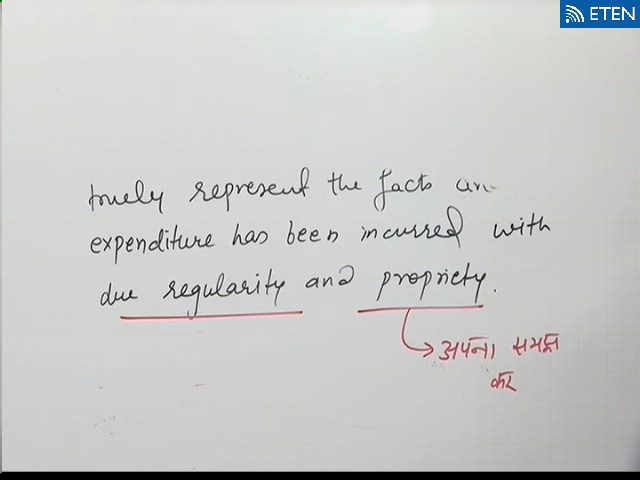 ETEN
truely represent the facts an
expenditure has been incurred with
due regularity and propriety.
अपना समझ
कर